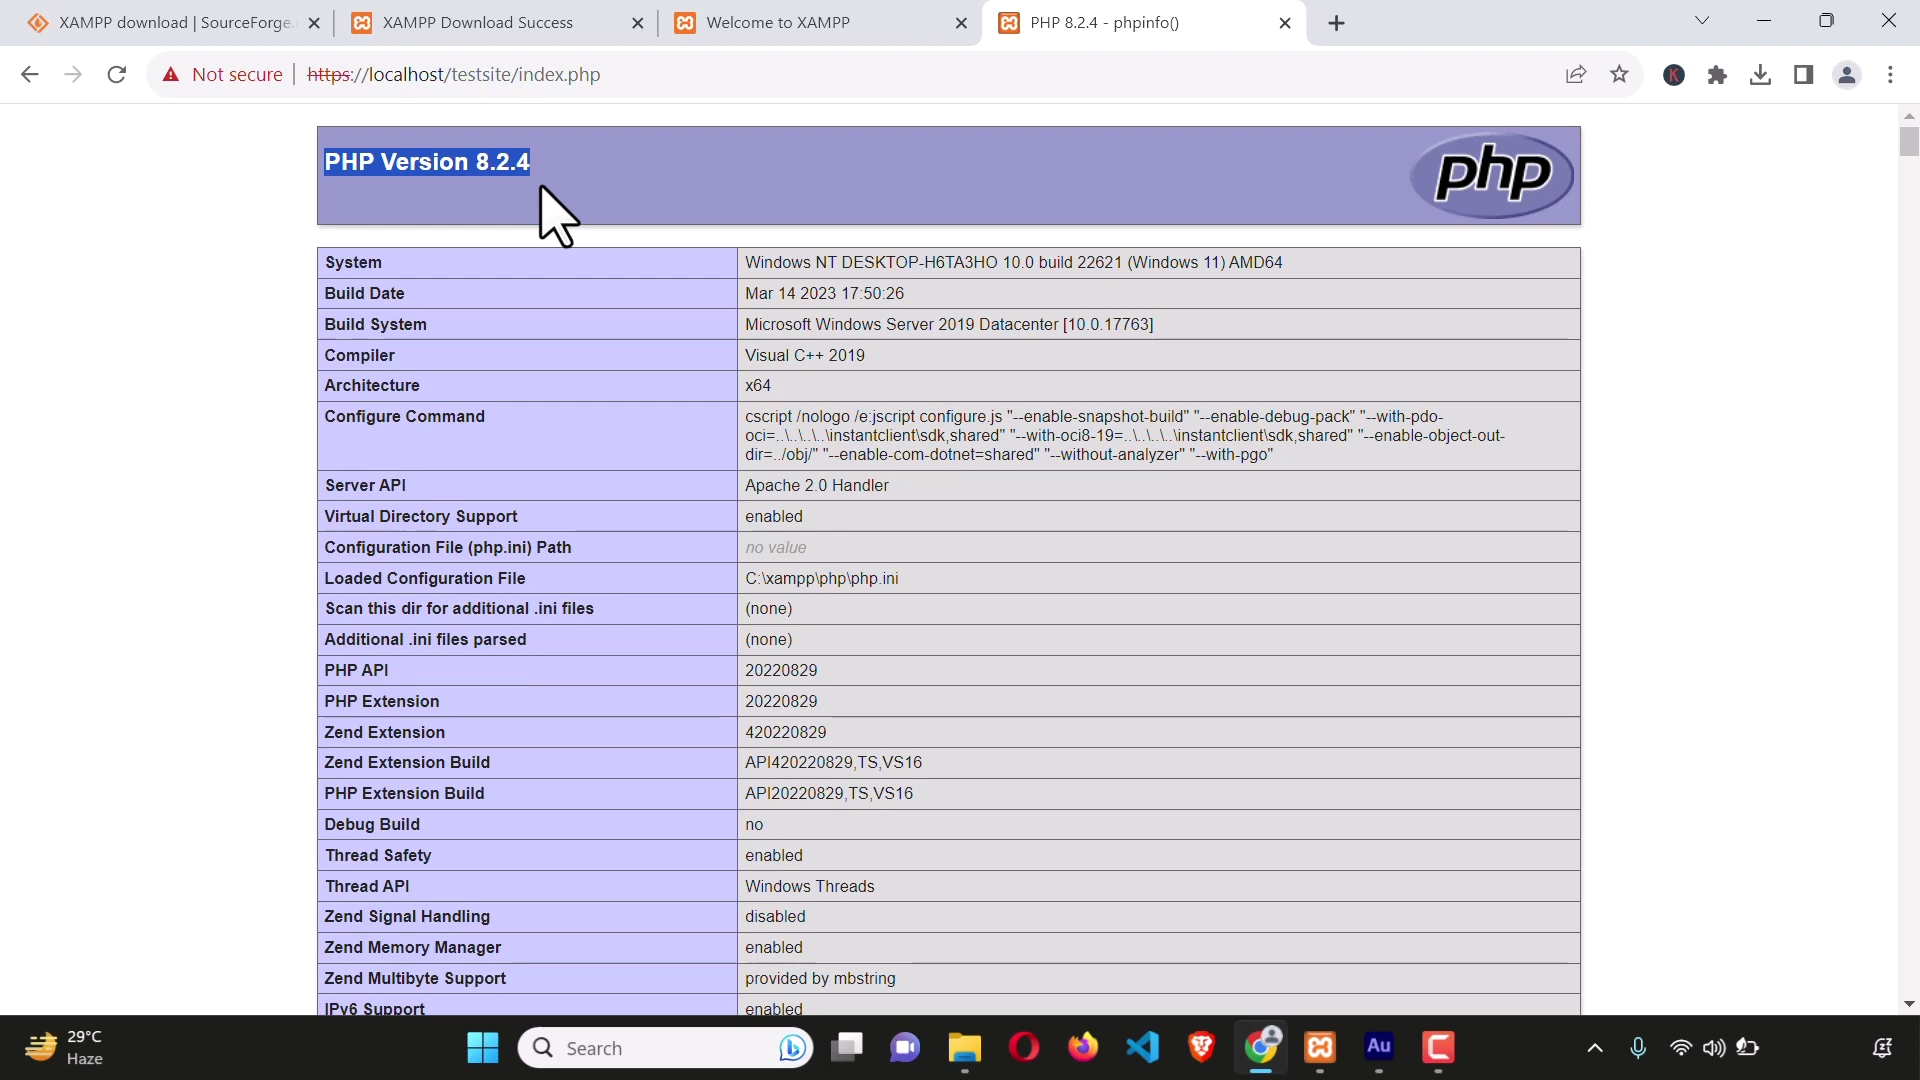 XAMPP download | SourceForge.
XAMPP Download Success
Welcome to XAMPP
PHP 8.2.4 - phpinfo()
Not secure
https://localhost/testsite/index.php
K
PHP Version 8.2.4
php
System
Windows NT DESKTOP-H6TA3HO 10.0 build 22621 (Windows 11) AMD64
Build Date
Mar 14 2023 17:50:26
Build System
Microsoft Windows Server 2019 Datacenter [10.0.17763]
Compiler
Visual C++ 2019
Architecture
x64
Configure Command
cscript /nologo /e:jscript configure.js "--enable-snapshot-build" "--enable-debug-pack" "--with-pdo-
oci=..\..\..\..\instantclient\sdk,shared" "--with-oci8-19=..\..\..\..\instantclient\sdk,shared" "--enable-object-out-
dir=../obj/" "--enable-com-dotnet=shared" "--without-analyzer" "--with-pgo"
Server API
Apache 2.0 Handler
Virtual Directory Support
enabled
Configuration File (php.ini) Path
no value
Loaded Configuration File
C:\xampp\php\php.ini
Scan this dir for additional .ini files
(none)
Additional .ini files parsed
(none)
PHP API
20220829
PHP Extension
20220829
Zend Extension
420220829
Zend Extension Build
API420220829,TS,VS16
PHP Extension Build
API20220829,TS,VS16
Debug Build
no
Thread Safety
enabled
Thread API
Windows Threads
Zend Signal Handling
disabled
Zend Memory Manager
enabled
Zend Multibyte Support
provided by mbstring
IPv6 Support
enabled
29°C
Haze
Search
Au